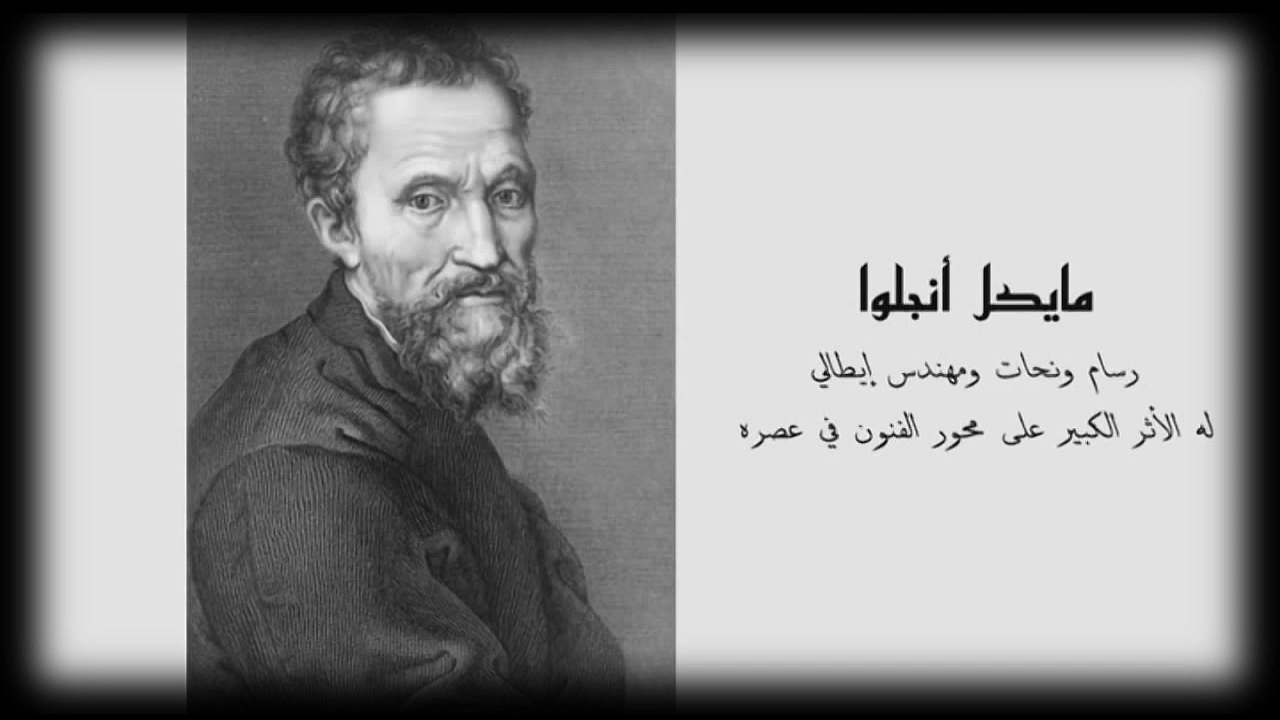 مايكل أنجلوا
رسام ونحات ومهندس إيطالي
له الأثر الكبير على محور الفنون في عصره